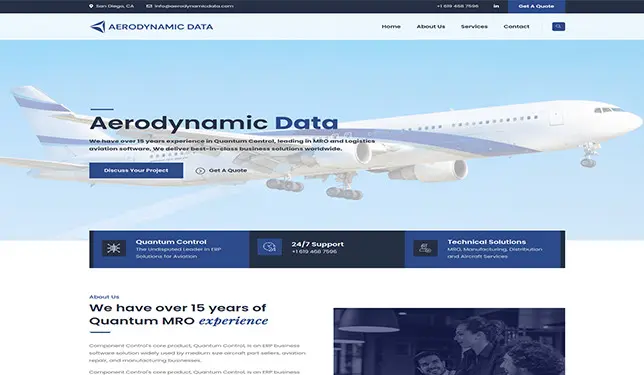 San Diego, CA
info@aerodynamicdata.com
+1 619 468 7596
in
Get A Quote
AERODYNAMIC DATA
Home
About Us
Services
Contact
Aerodynamic Data
We have over 15 years experience in Quantum Control, leading in MRO and Logistics
aviation software, We deliver best-in-class business solutions worldwide.
Discuss Your Project
Get A Quote
Quantum Control
The Undisputed Leader in ERP
Solutions for Aviation
24/7 Support
+1 619 468 7596
Technical Solutions
MRO, Manufacturing, Distribution
and Aircraft Services
About Us
We have over 15 years of
Quantum MRO experience
Component Control's core product, Quantum Control, is an ERP business
software solution widely used by medium size aircraft part sellers, aviation
repair, and manufacturing businesses.
Component Control's core product, Quantum Control, is an ERP business